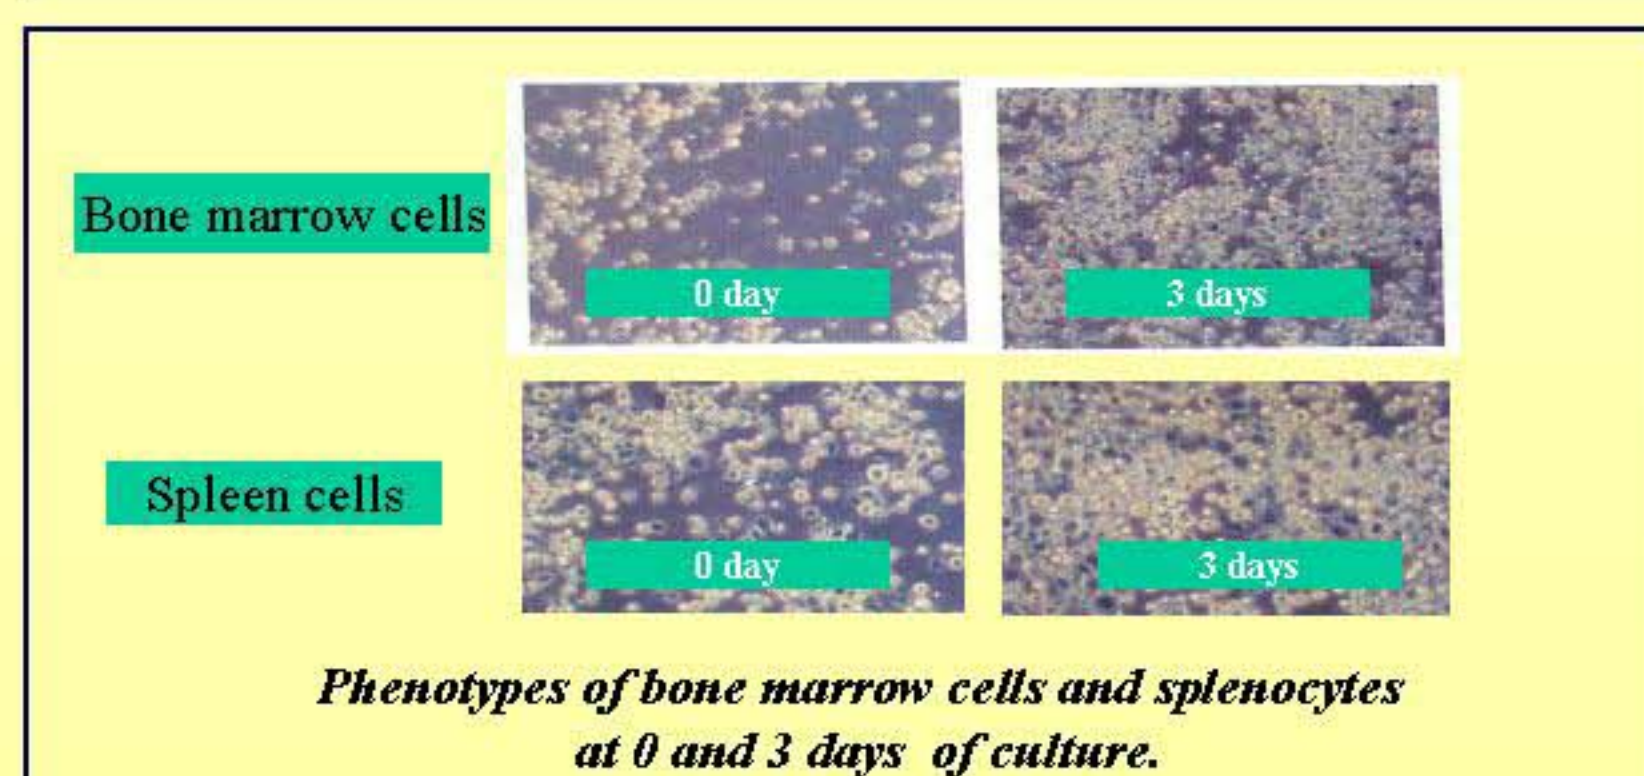 Bone marrow cells
0 day
3 days
Spleen cells
0 day
3 days
Phenotypes of bone marrow cells and splenocytes
at 0 and 3 days of culture.